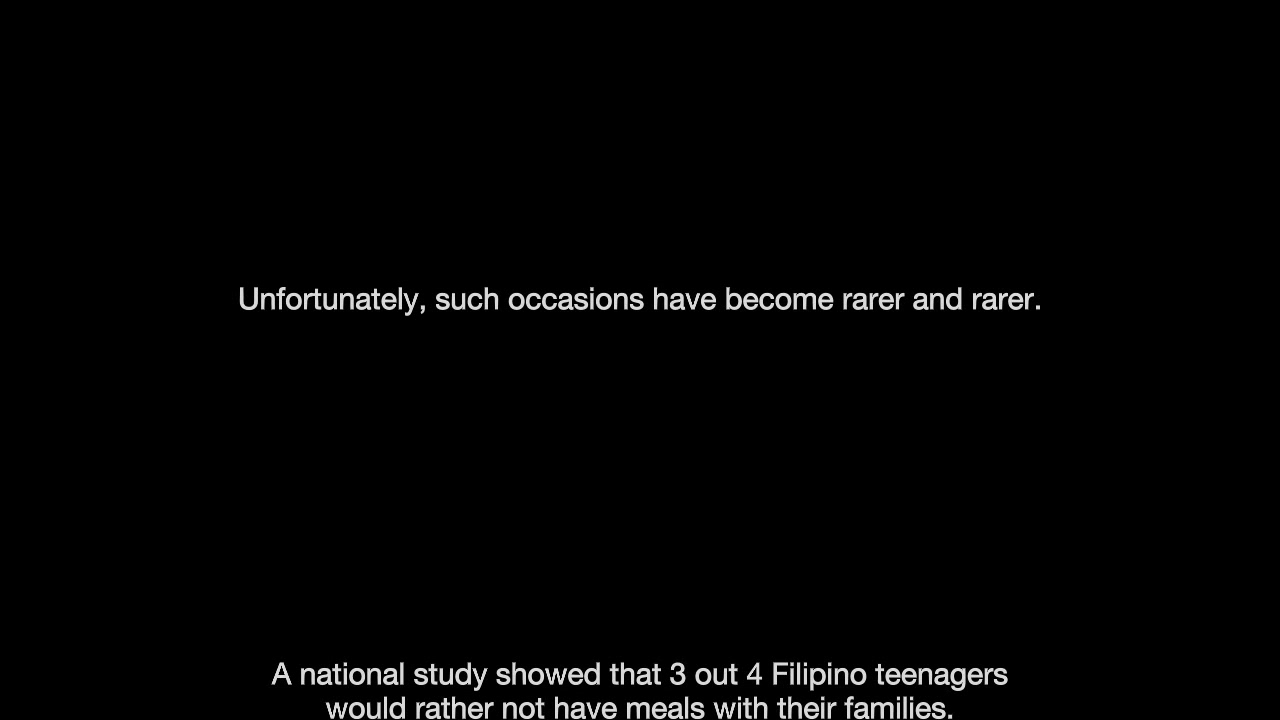 Unfortunately, such occasions have become rarer and rarer.
A national study showed that 3 out 4 Filipino teenagers
would rather not have meals with their families.